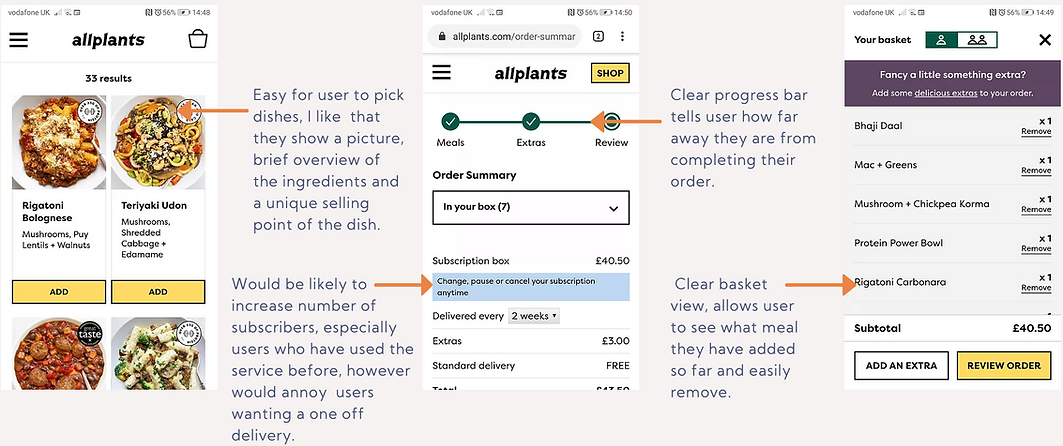 vodafone UK
56%
14:48
allplants
33 results
Rigatoni
Bolognese
Mushrooms, Puy
Lentils + Walnuts
ADD
Teriyaki Udon
Mushrooms,
Shredded
Cabbage +
Edamame
ADD
great
taste
Easy for user to pick
dishes, I like that
they show a picture,
brief overview of
the ingredients and
a unique selling
point of the dish.
Would be likely to
increase number of
subscribers, especially
users who have used the
service before, however
would annoy users
wanting a one off
delivery.
vodafone UK
56%
14:50
allplants.com/order-summar
2
allplants
SHOP
Meals
Extras
Review
Order Summary
In your box (7)
Subscription box £40.50
Change, pause or cancel your subscription
anytime
Delivered every 2 weeks
Extras £3.00
Standard delivery FREE
Total £43.50
Clear progress bar
tells user how far
away they are from
completing their
order.
Clear basket
view, allows user
to see what meal
they have added
so far and easily
remove.
vodafone UK
56%
14:49
Your basket
Fancy a little something extra?
Add some delicious extras to your order.
Bhaji Daal x 1
Remove
Mac + Greens x 1
Remove
Mushroom + Chickpea Korma x 1
Remove
Protein Power Bowl x 1
Remove
Rigatoni Carbonara x 1
Remove
Subtotal £40.50
ADD AN EXTRA
REVIEW ORDER